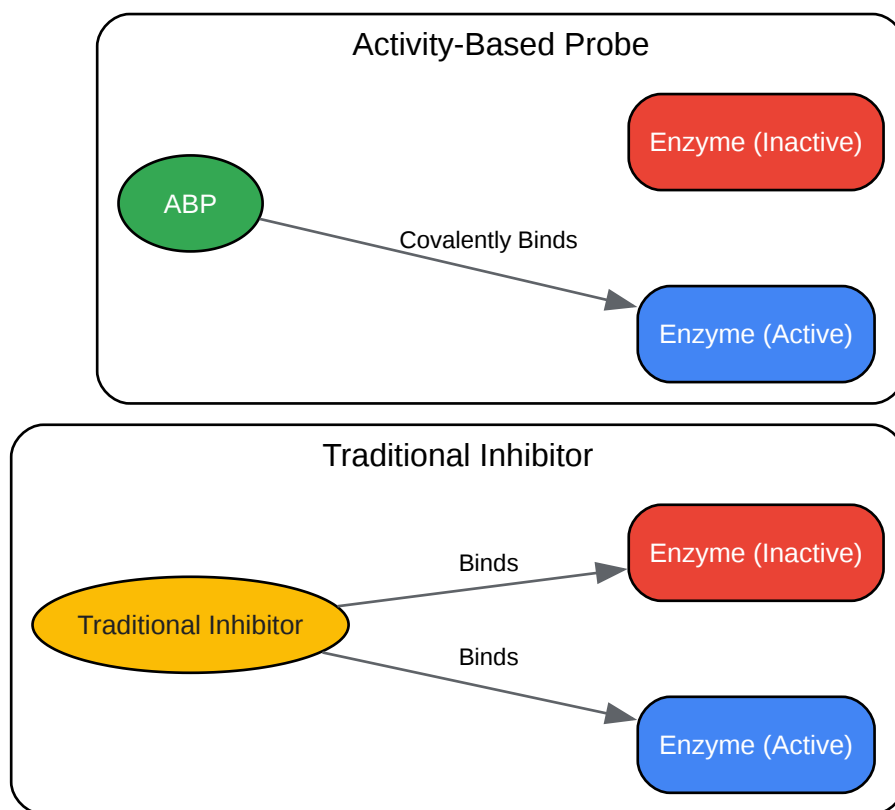 Activity-Based Probe
Enzyme (Inactive)
ABP
Covalently Binds
Enzyme (Active)
Traditional Inhibitor
Enzyme (Inactive)
Binds
Traditional Inhibitor
Binds
Enzyme (Active)